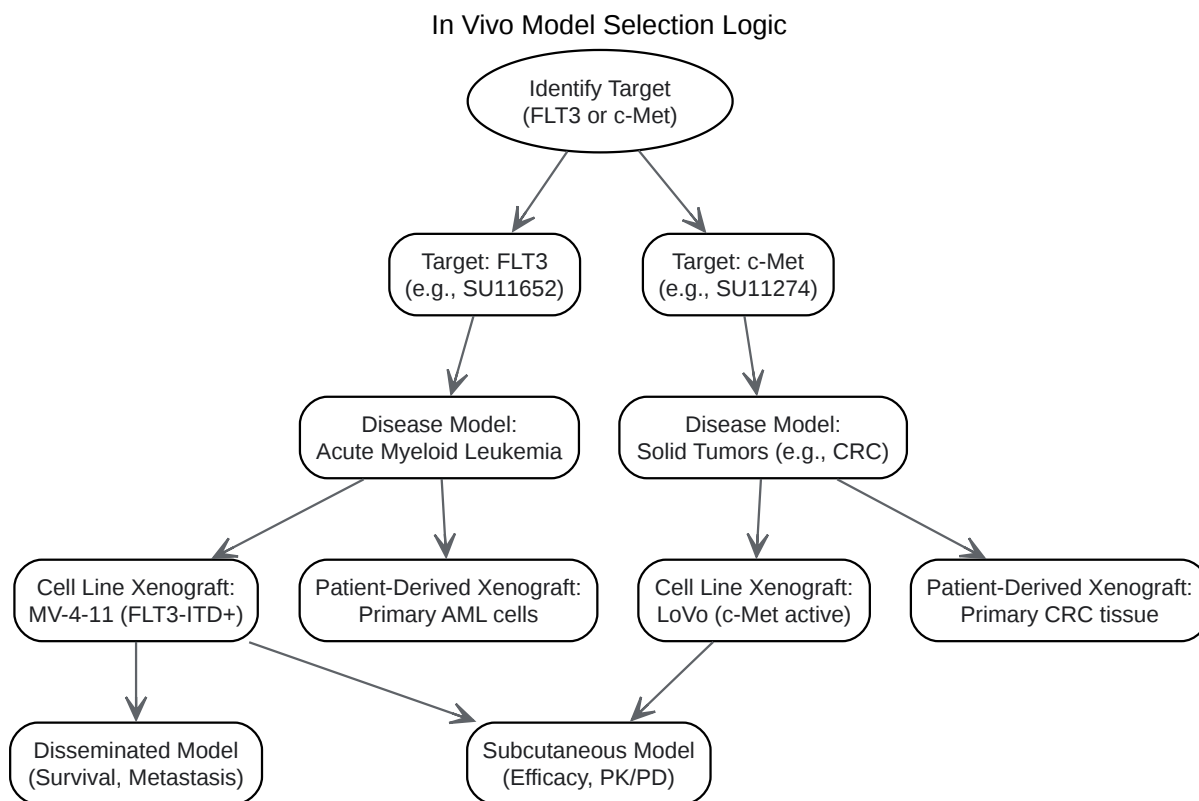 In Vivo Model Selection Logic
Identify Target
(FLT3 or c-Met)
Target: FLT3
(e.g., SU11652)
Target: c-Met
(e.g., SU11274)
Disease Model:
Acute Myeloid Leukemia
Disease Model:
Solid Tumors (e.g., CRC)
Cell Line Xenograft:
MV-4-11 (FLT3-ITD+)
Patient-Derived Xenograft:
Primary AML cells
Cell Line Xenograft:
LoVo (c-Met active)
Patient-Derived Xenograft:
Primary CRC tissue
Disseminated Model
(Survival, Metastasis)
Subcutaneous Model
(Efficacy, PK/PD)